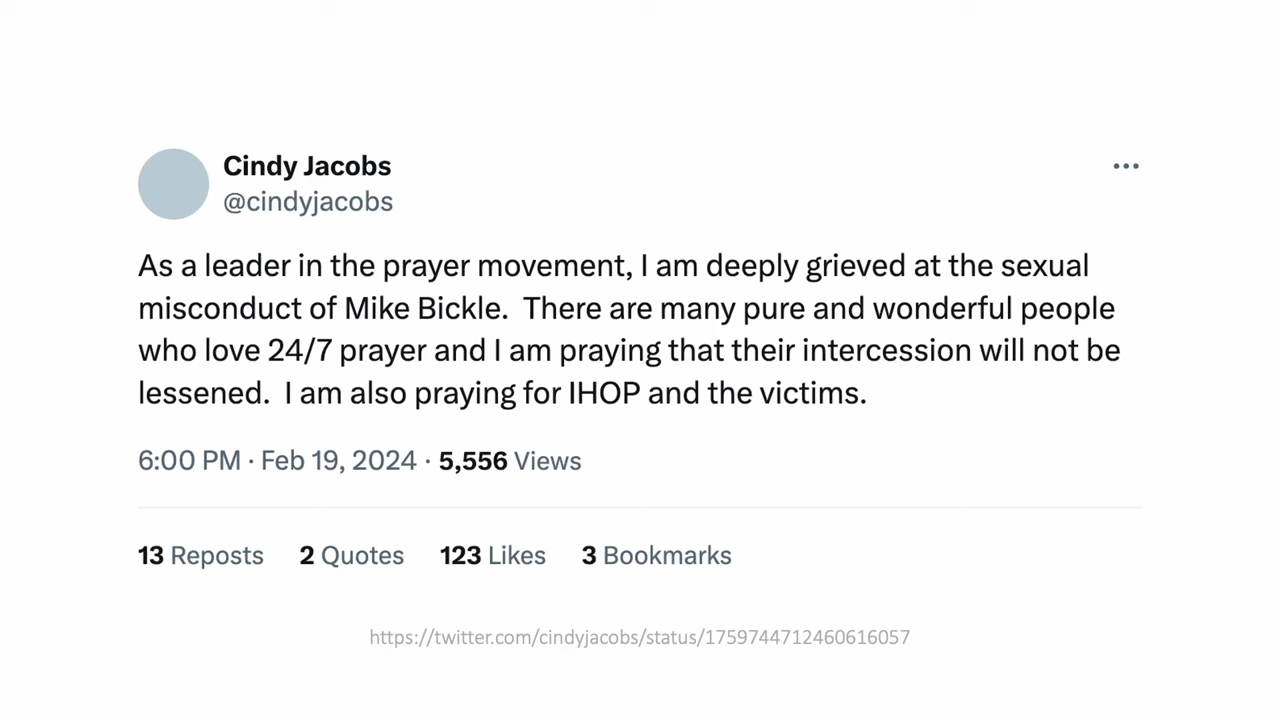 Cindy Jacobs
@cindyjacobs
As a leader in the prayer movement, I am deeply grieved at the sexual
misconduct of Mike Bickle.  There are many pure and wonderful people
who love 24/7 prayer and I am praying that their intercession will not be
lessened.  I am also praying for IHOP and the victims.
6:00 PM · Feb 19, 2024 · 5,556 Views
13 Reposts 2 Quotes 123 Likes 3 Bookmarks
https://twitter.com/cindyjacobs/status/1759744712460616057